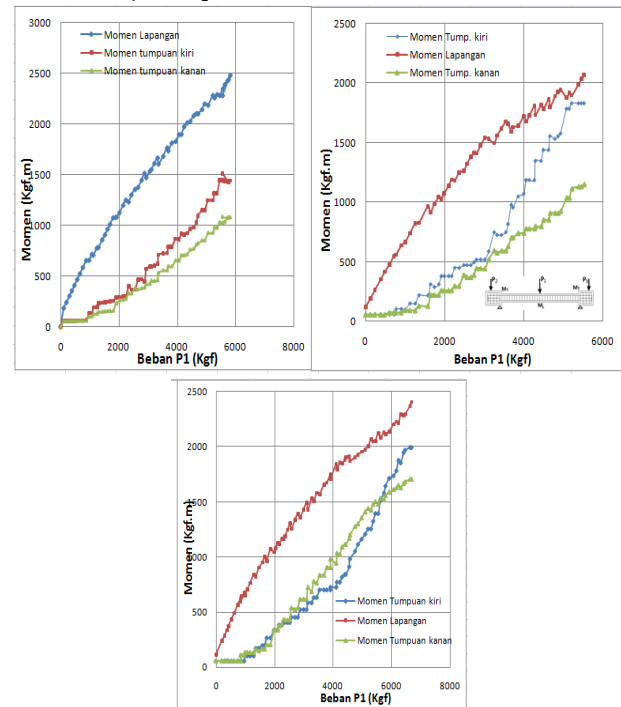 3000
2500
2000
1500
1000
500
0
Momen (Kgf.m)
Momen Lapangan
Momen tumpuan kiri
Momen tumpuan kanan
0
2000
4000
6000
8000
Beban P1 (Kgf)
2500
2000
1500
1000
500
0
Momen (Kgf.m)
Momen Tump. kiri
Momen Lapangan
Momen Tump. kanan
0
2000
4000
6000
Beban P1 (Kgf)
2500
2000
1500
1000
500
0
Momen (Kgf.m)
Momen Tumpuan kiri
Momen Lapangan
Momen Tumpuan kanan
0
2000
4000
6000
8000
Beban P1 (Kgf)